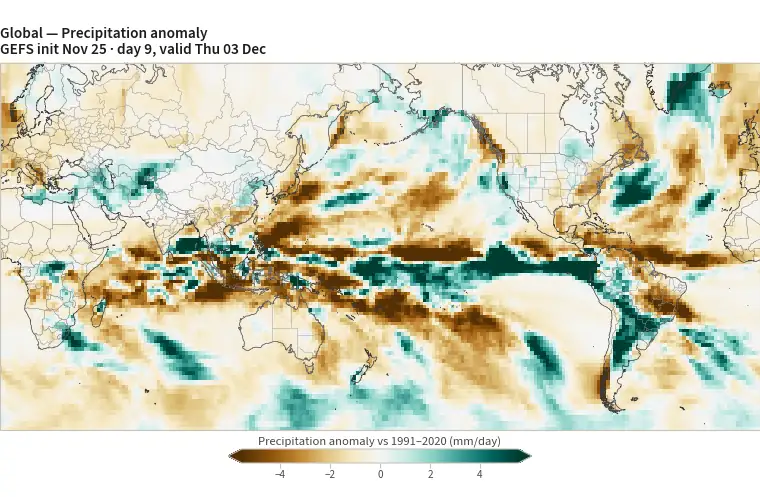 Global — Precipitation anomaly
GEFS init Nov 25 · day 9, valid Thu 03 Dec
Precipitation anomaly vs 1991–2020 (mm/day)
−4 −2 0 2 4